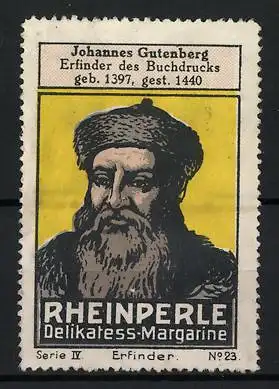 Johannes Gutenberg
Erfinder des Buchdrucks
geb. 1397, gest. 1440
RHEINPERLE
Delikatess-Margarine
Serie IV. Erfinder. No 23.